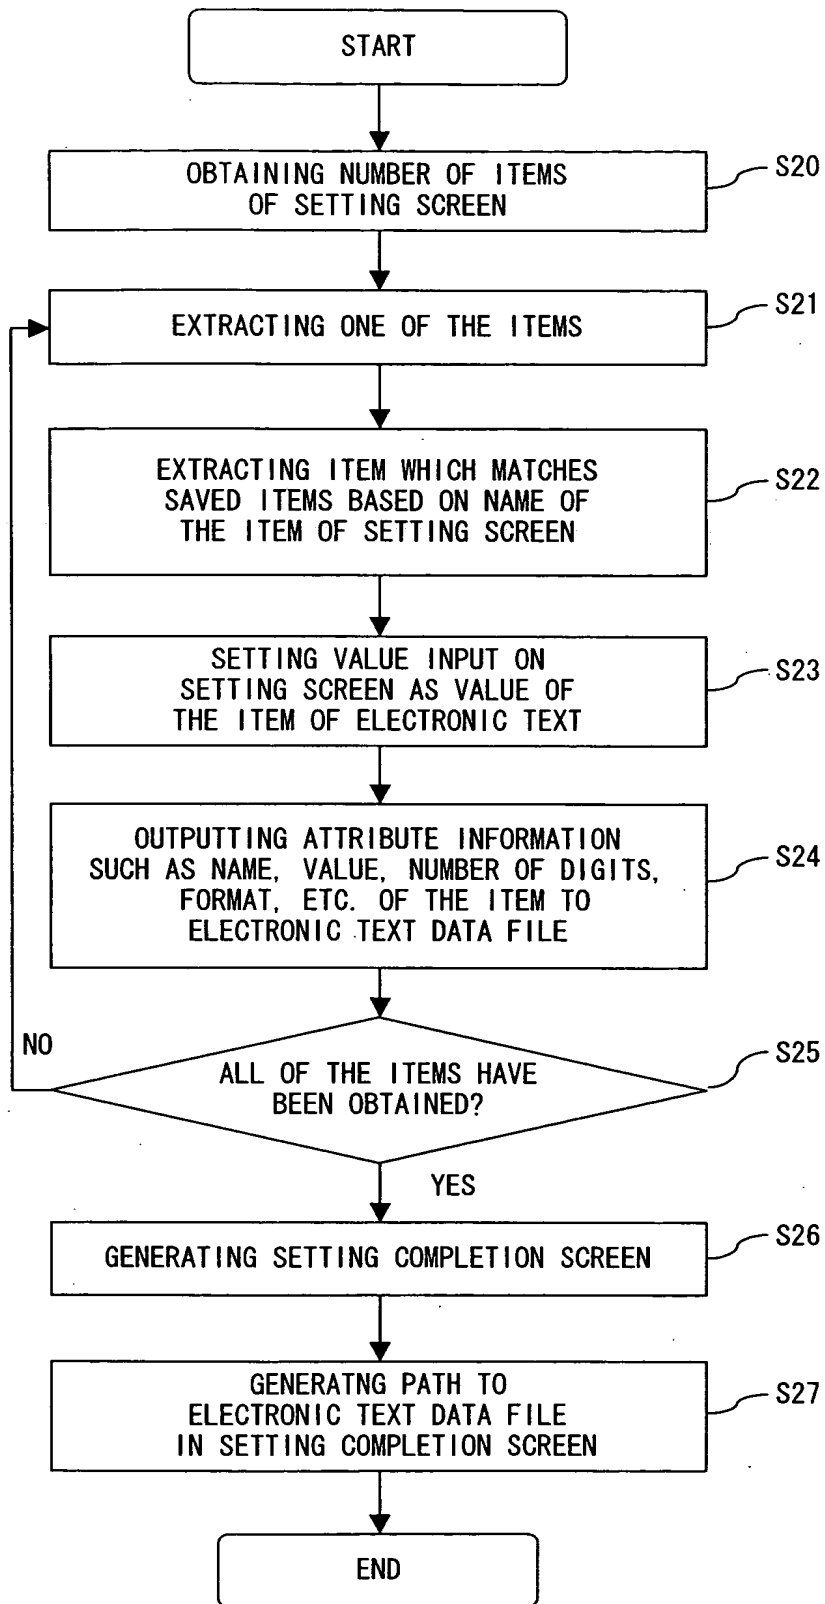 START
OBTAINING NUMBER OF ITEMS
OF SETTING SCREEN
S20
EXTRACTING ONE OF THE ITEMS
S21
EXTRACTING ITEM WHICH MATCHES
SAVED ITEMS BASED ON NAME OF
THE ITEM OF SETTING SCREEN
S22
SETTING VALUE INPUT ON
SETTING SCREEN AS VALUE OF
THE ITEM OF ELECTRONIC TEXT
S23
OUTPUTTING ATTRIBUTE INFORMATION
SUCH AS NAME, VALUE, NUMBER OF DIGITS,
FORMAT, ETC. OF THE ITEM TO
ELECTRONIC TEXT DATA FILE
S24
NO
ALL OF THE ITEMS HAVE
BEEN OBTAINED?
S25
YES
GENERATING SETTING COMPLETION SCREEN
S26
GENERATNG PATH TO
ELECTRONIC TEXT DATA FILE
IN SETTING COMPLETION SCREEN
S27
END